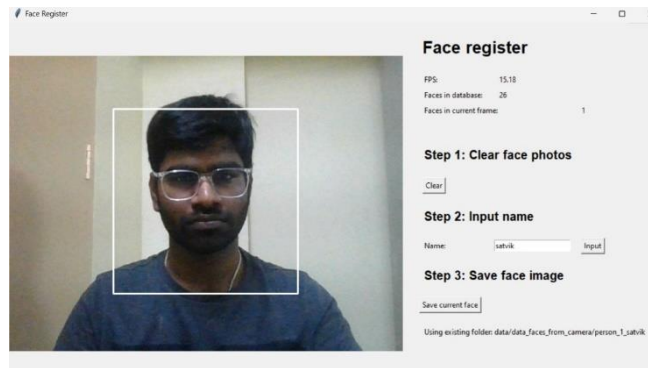 Face Register
Face register
FPS: 15.18
Faces in database: 26
Faces in current frame: 1
Step 1: Clear face photos
Clear
Step 2: Input name
Name: satvik Input
Step 3: Save face image
Save current face
Using existing folder: data/data_faces_from_camera/person_1_satvik